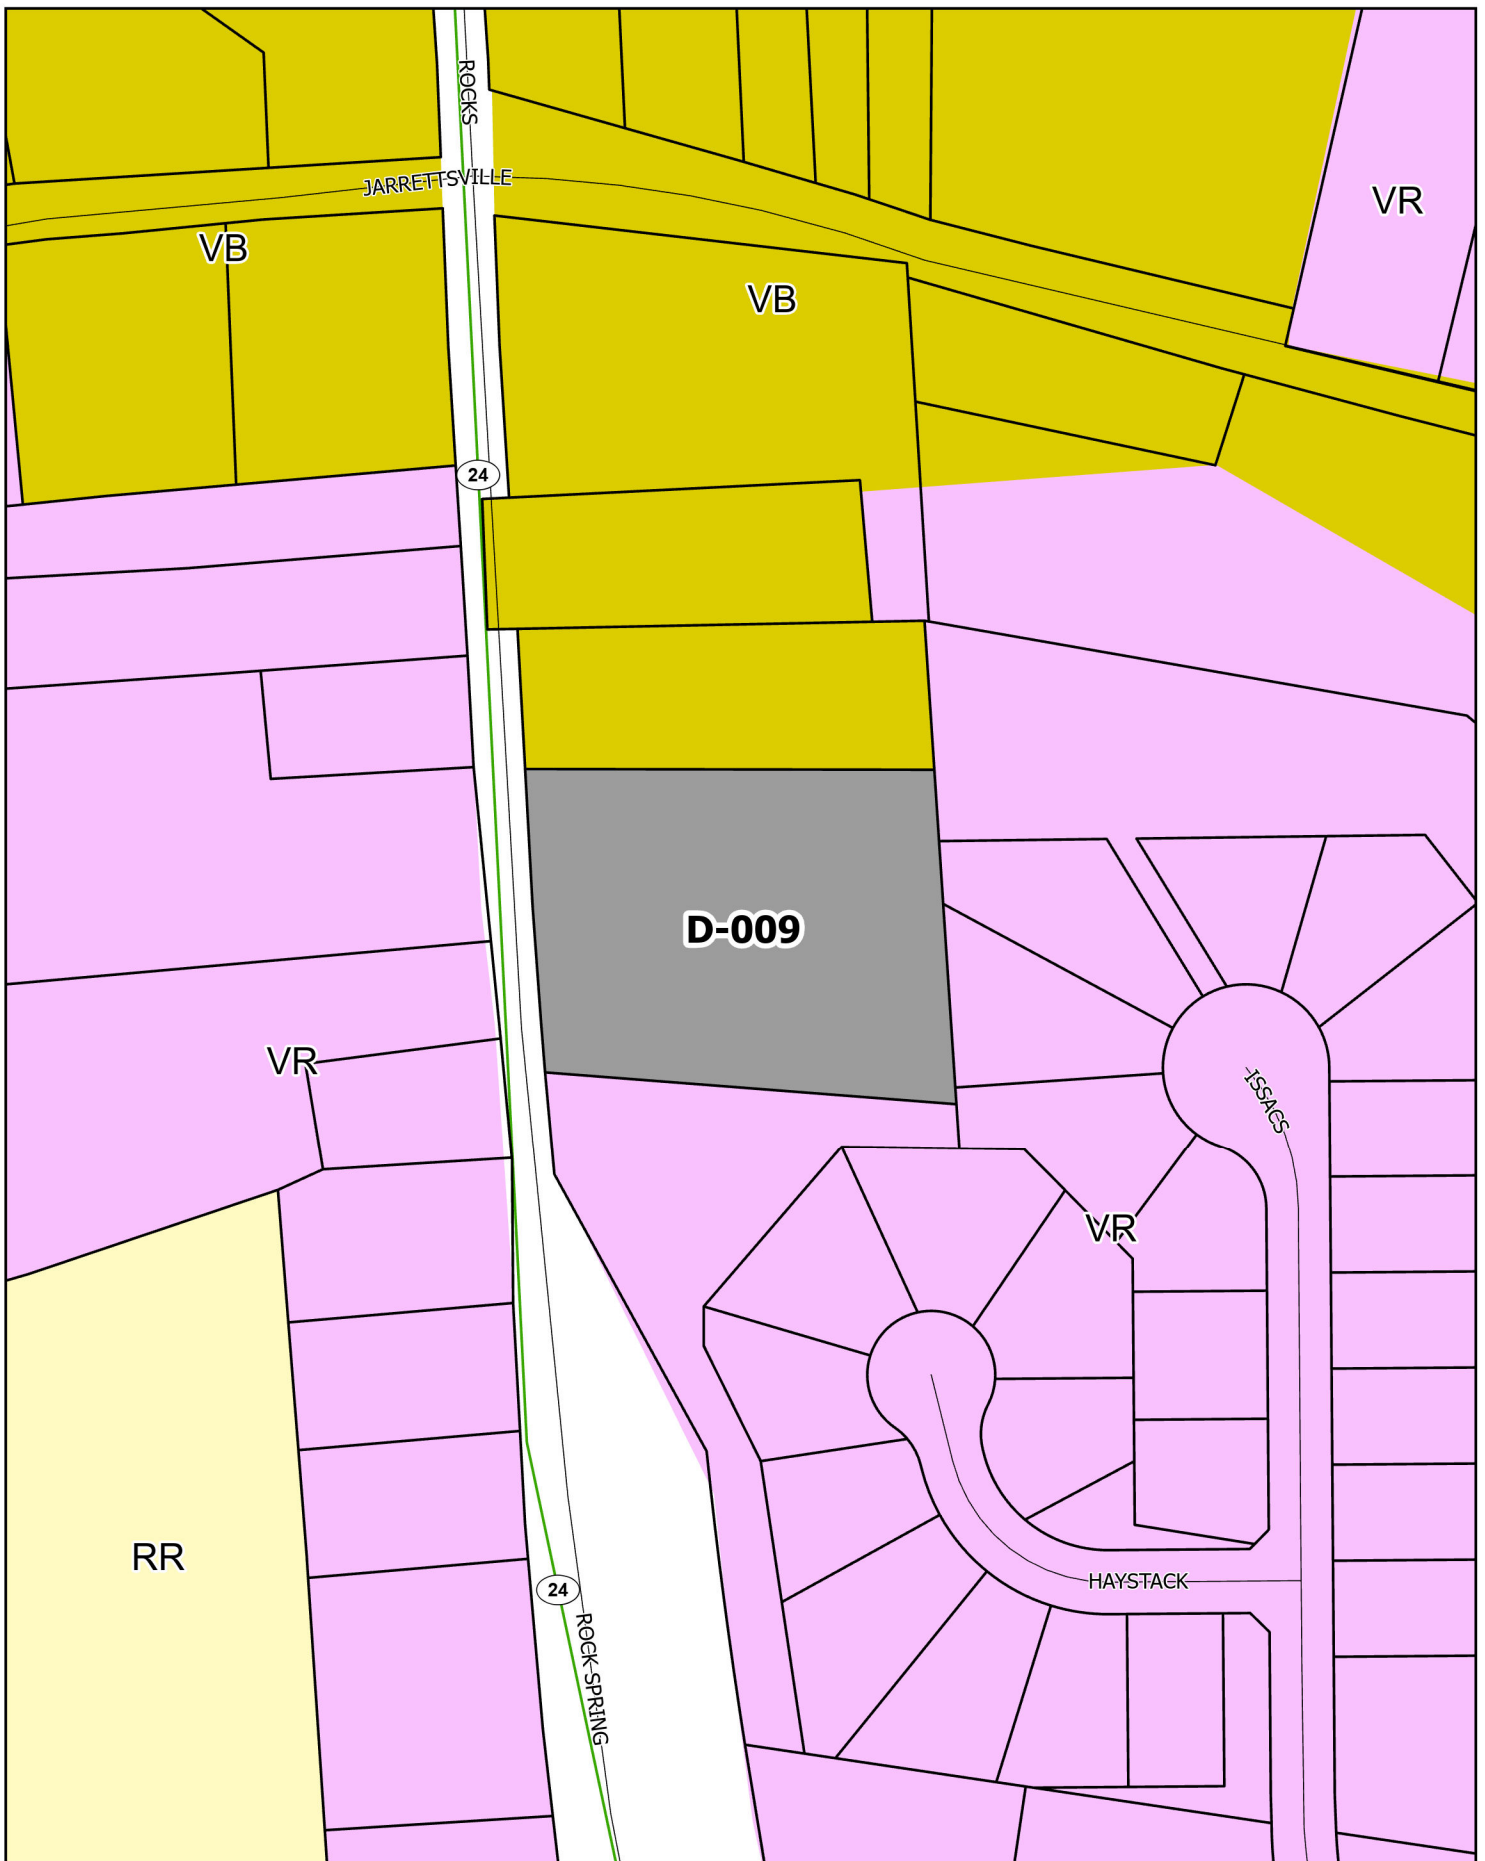 ROCKS
JARRETTSVILLE
VR
VB
VB
24
D-009
VR
ISSACS
VR
RR
24
HAYSTACK
ROCK SPRING